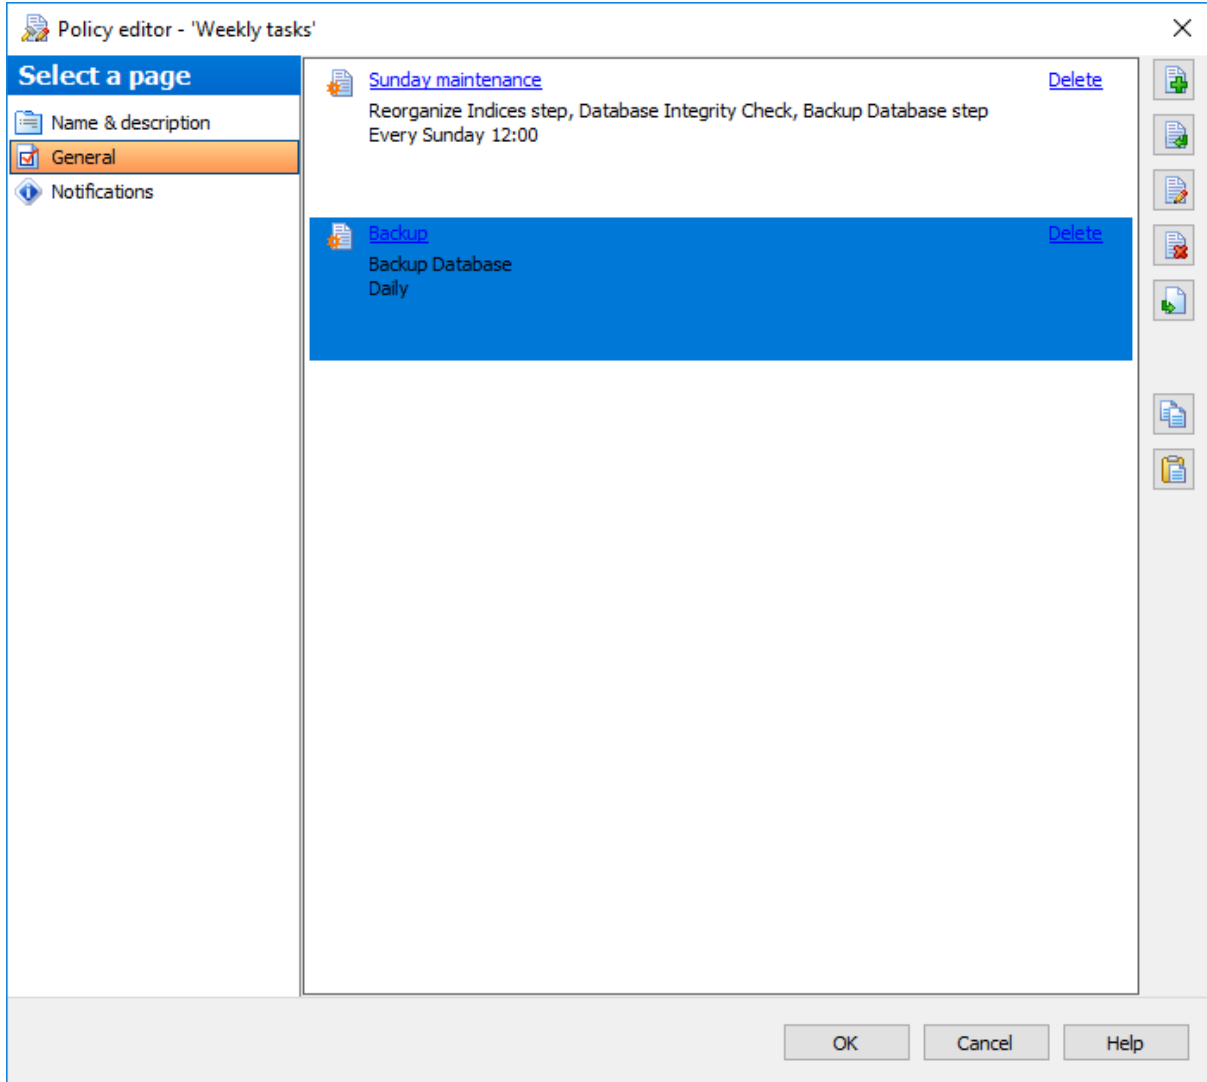 Policy editor - 'Weekly tasks'
Select a page
Name & description
General
Notifications
Sunday maintenance Delete
Reorganize Indices step, Database Integrity Check, Backup Database step
Every Sunday 12:00
Backup Delete
Backup Database
Daily
OK Cancel Help